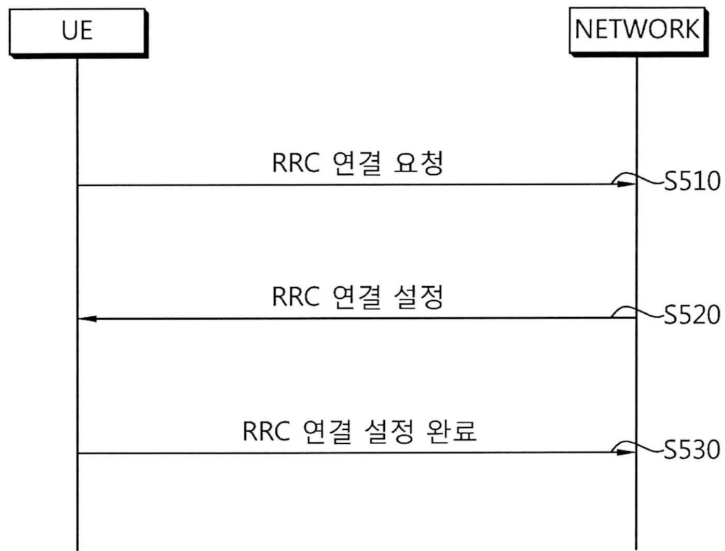 UE
NETWORK
RRC 연결 요청
S510
RRC 연결 설정
S520
RRC 연결 설정 완료
S530